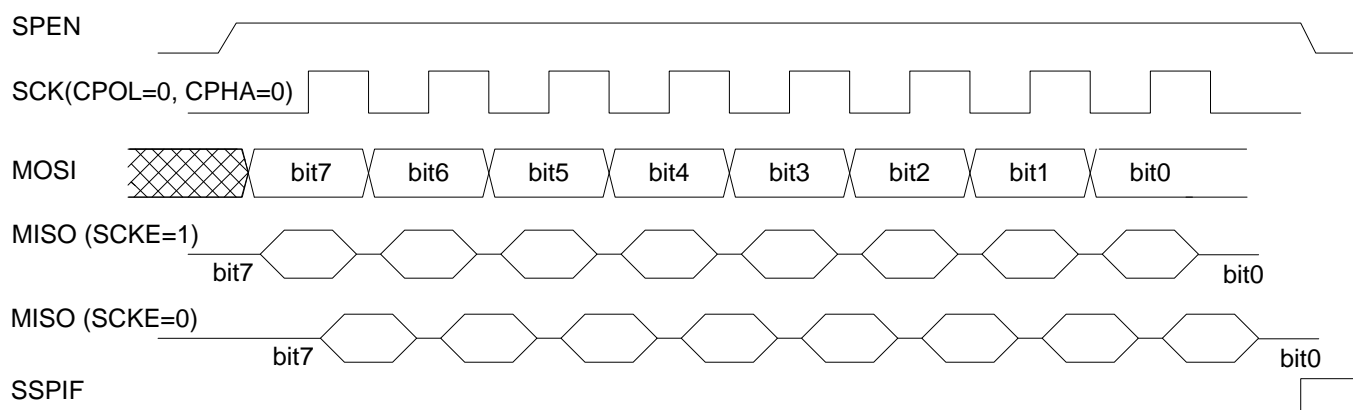 SPEN
SCK(CPOL=0, CPHA=0)
MOSI bit7 bit6 bit5 bit4 bit3 bit2 bit1 bit0
MISO (SCKE=1)
bit7 bit0
MISO (SCKE=0)
bit7 bit0
SSPIF